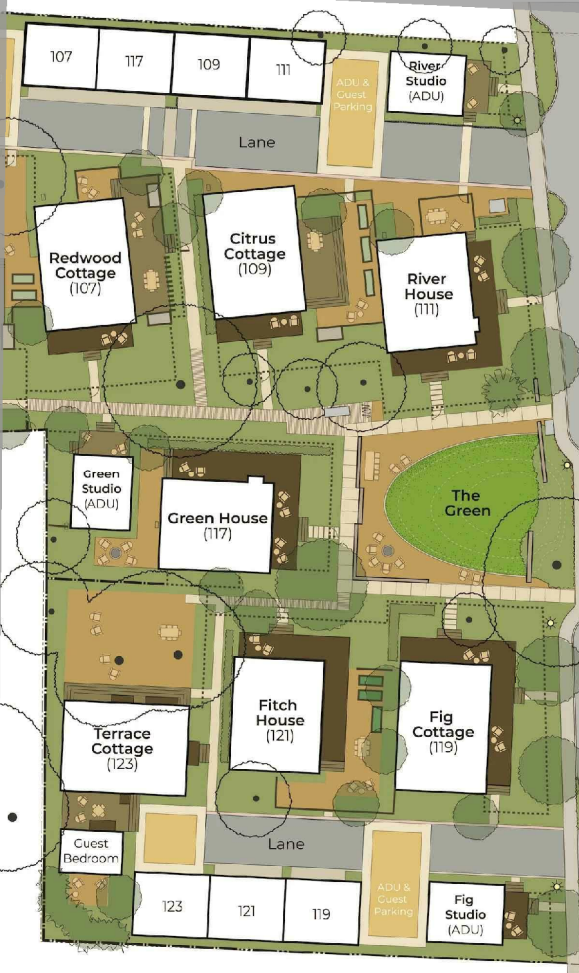 107
117
109
111
ADU &
Guest
Parking
River
Studio
(ADU)
Lane
Redwood
Cottage
(107)
Citrus
Cottage
(109)
River
House
(111)
Green
Studio
(ADU)
Green House
(117)
The
Green
Terrace
Cottage
(123)
Fitch
House
(121)
Fig
Cottage
(119)
Guest
Bedroom
Lane
123
121
119
ADU &
Guest
Parking
Fig
Studio
(ADU)